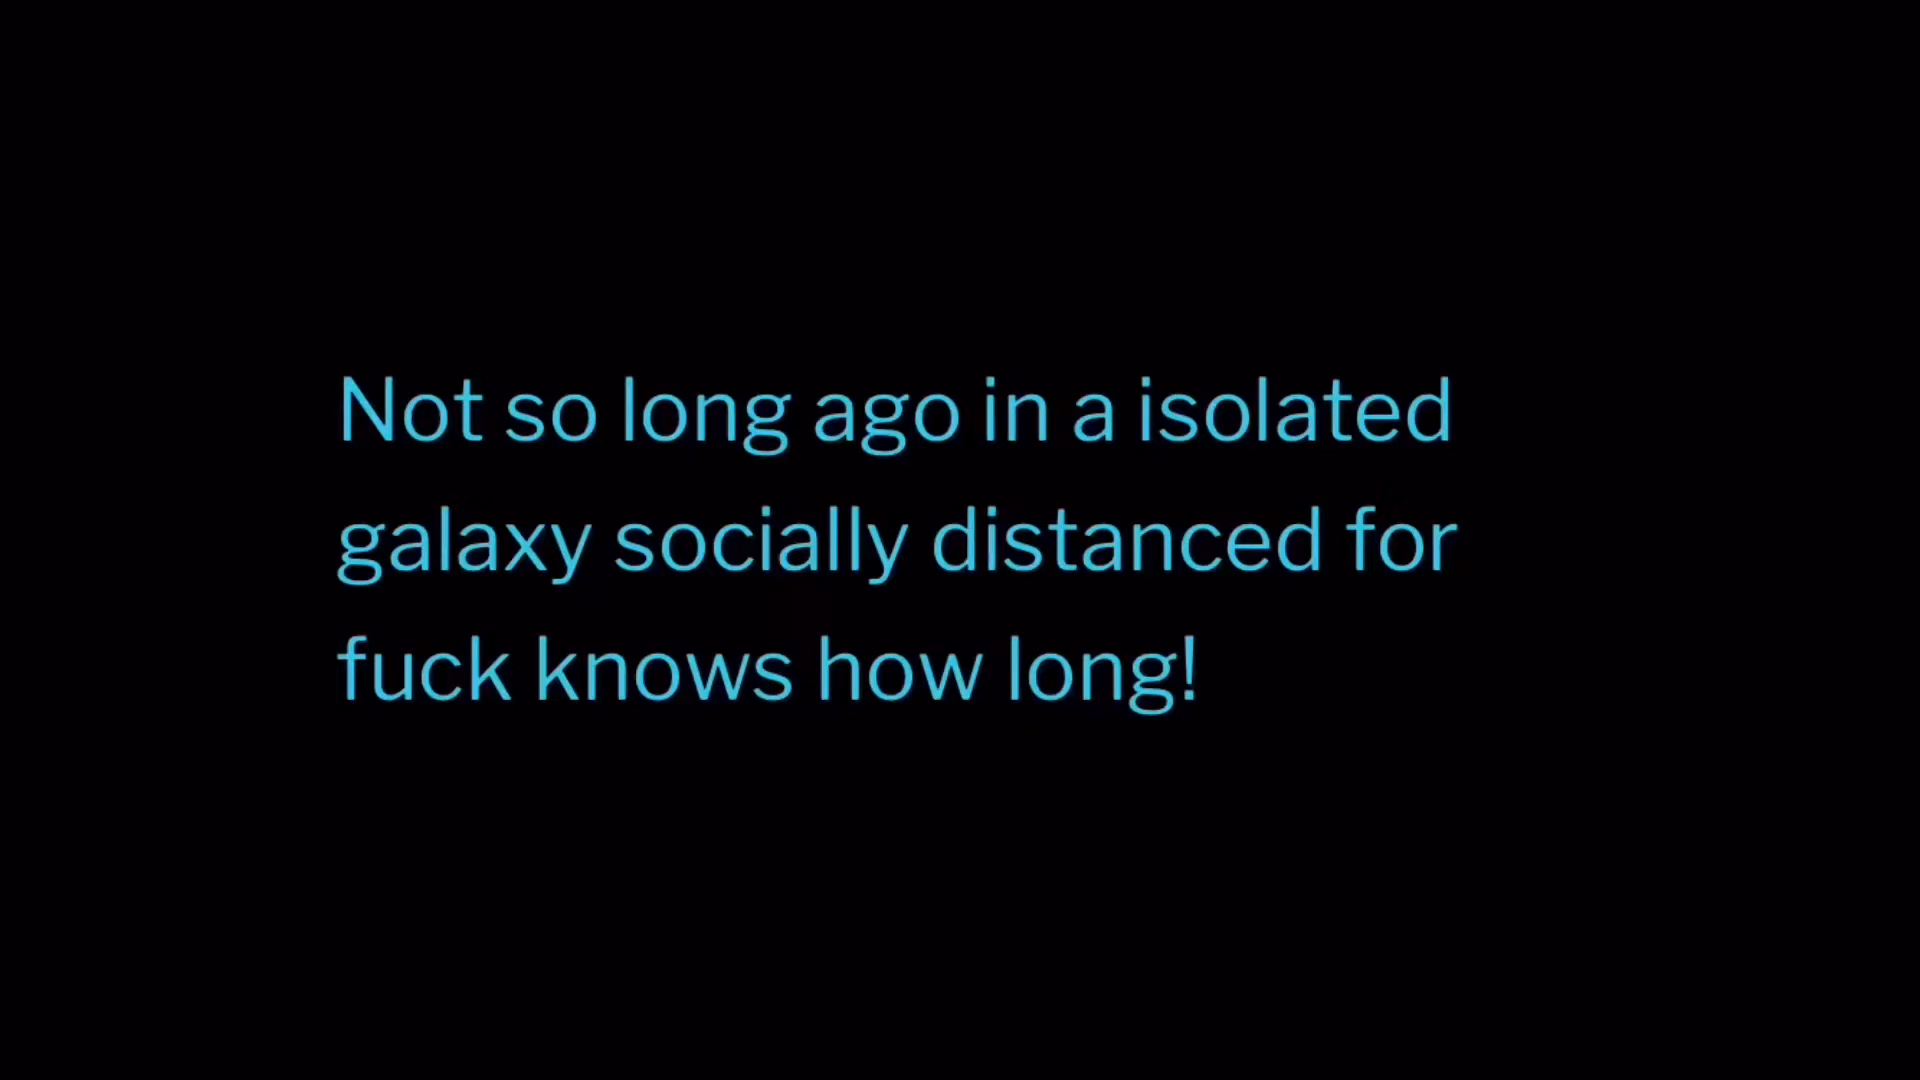 Not so long ago in a isolated
galaxy socially distanced for
fuck knows how long!